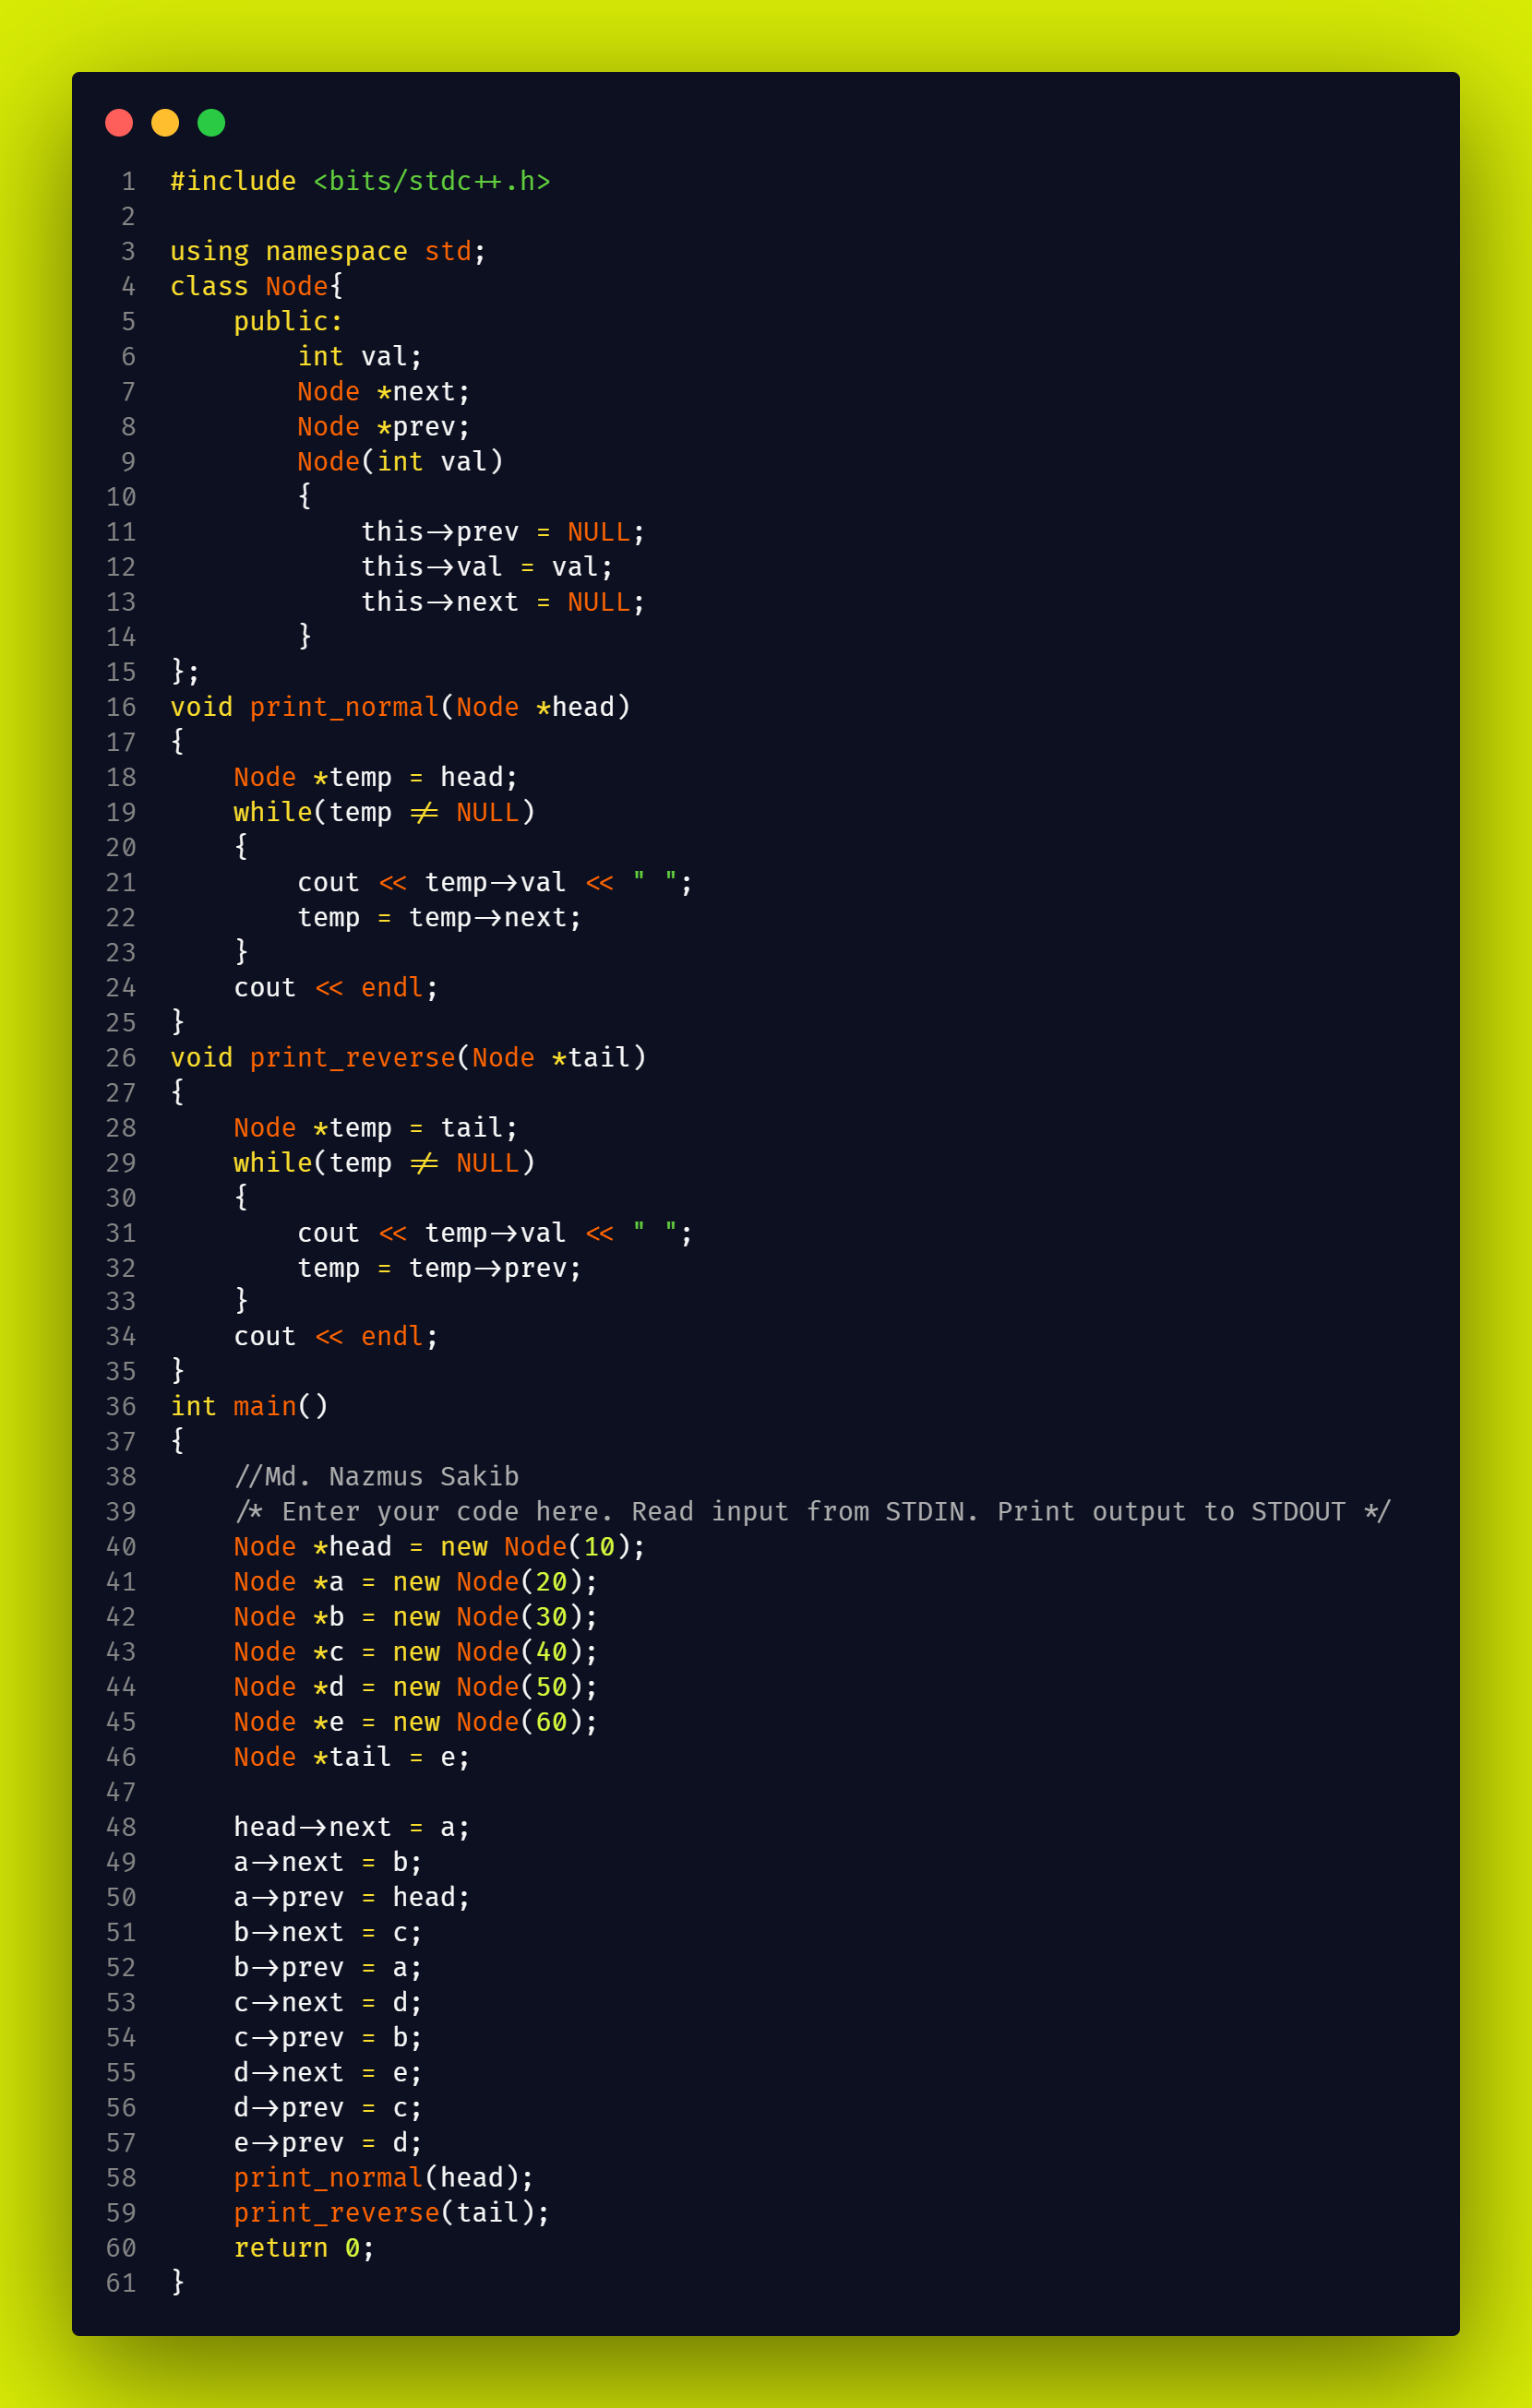 1 #include <bits/stdc++.h>
2
3 using namespace std;
4 class Node{
5     public:
6         int val;
7         Node *next;
8         Node *prev;
9         Node(int val)
10         {
11             this->prev = NULL;
12             this->val = val;
13             this->next = NULL;
14         }
15 };
16 void print_normal(Node *head)
17 {
18     Node *temp = head;
19     while(temp != NULL)
20     {
21         cout << temp->val << " ";
22         temp = temp->next;
23     }
24     cout << endl;
25 }
26 void print_reverse(Node *tail)
27 {
28     Node *temp = tail;
29     while(temp != NULL)
30     {
31         cout << temp->val << " ";
32         temp = temp->prev;
33     }
34     cout << endl;
35 }
36 int main()
37 {
38     //Md. Nazmus Sakib
39     /* Enter your code here. Read input from STDIN. Print output to STDOUT */
40     Node *head = new Node(10);
41     Node *a = new Node(20);
42     Node *b = new Node(30);
43     Node *c = new Node(40);
44     Node *d = new Node(50);
45     Node *e = new Node(60);
46     Node *tail = e;
47
48     head->next = a;
49     a->next = b;
50     a->prev = head;
51     b->next = c;
52     b->prev = a;
53     c->next = d;
54     c->prev = b;
55     d->next = e;
56     d->prev = c;
57     e->prev = d;
58     print_normal(head);
59     print_reverse(tail);
60     return 0;
61 }